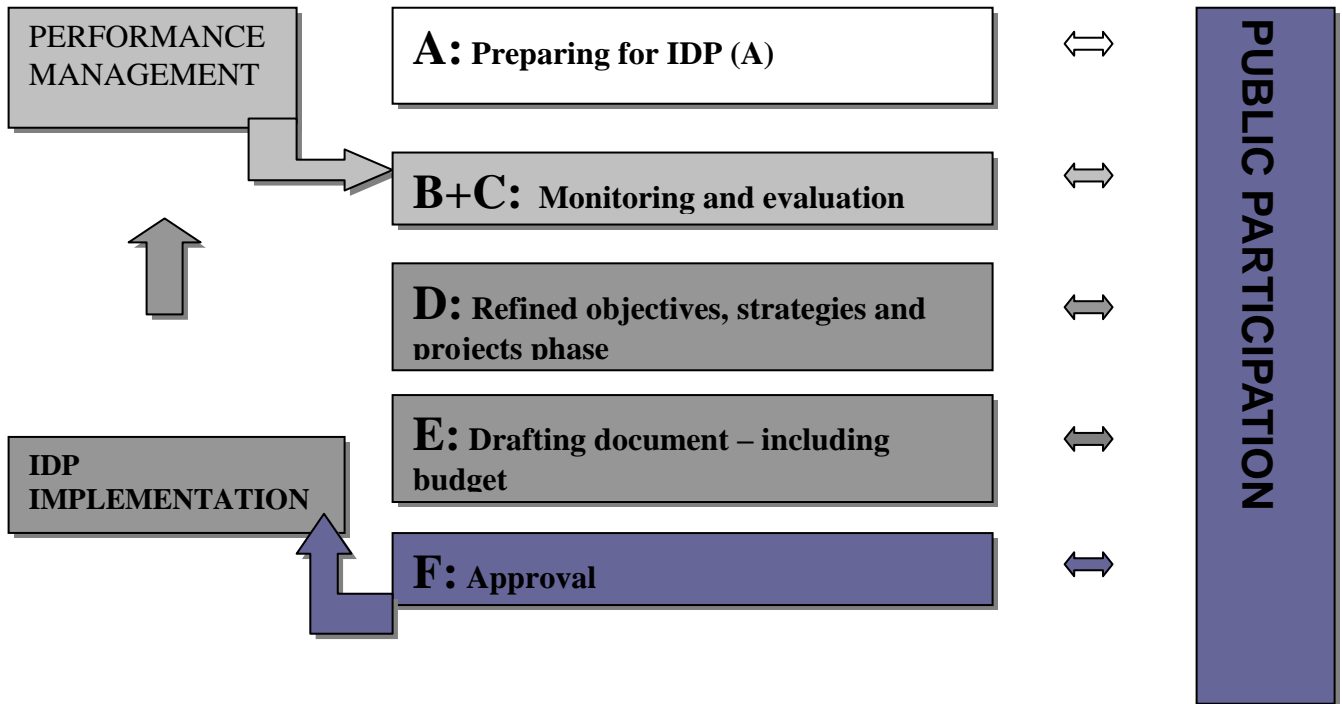 PERFORMANCE
MANAGEMENT
A: Preparing for IDP (A)
B+C: Monitoring and evaluation
D: Refined objectives, strategies and
projects phase
E: Drafting document – including
budget
IDP
IMPLEMENTATION
F: Approval
PUBLIC PARTICIPATION